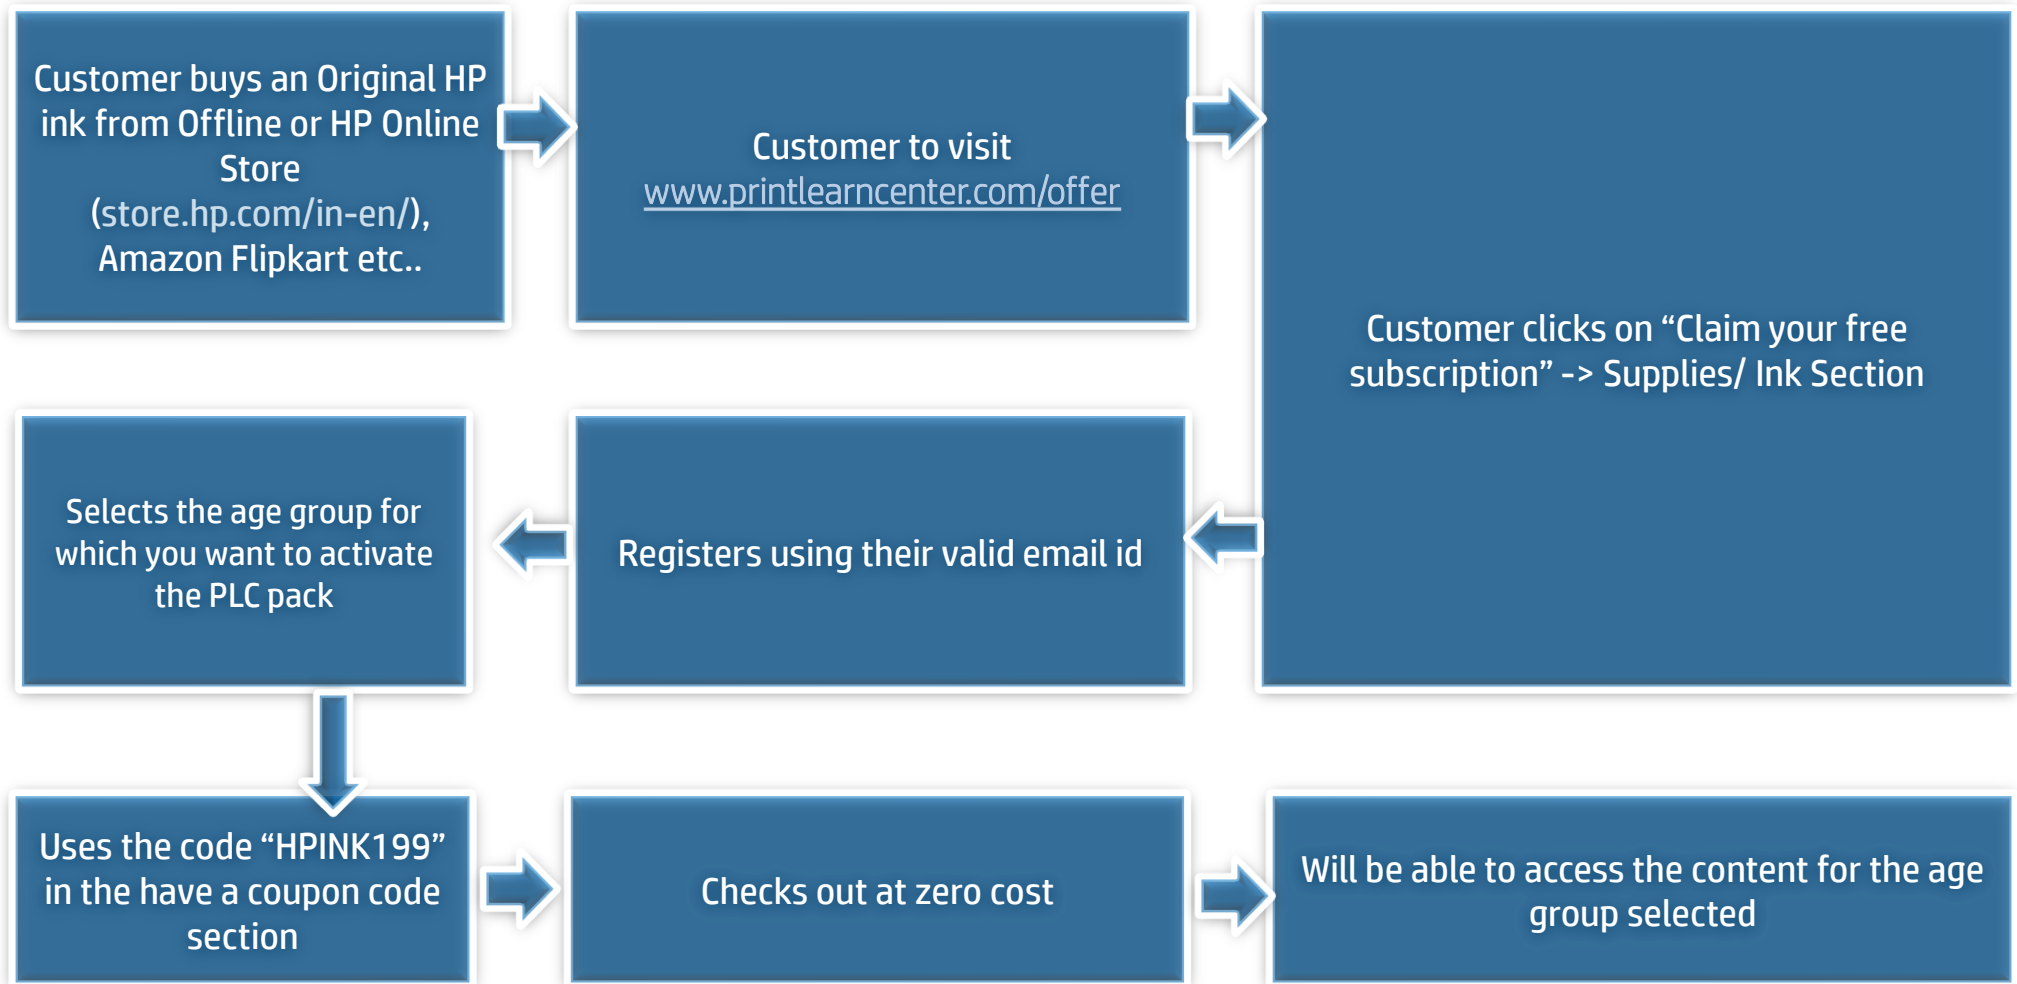 Customer buys an Original HP
ink from Offline or HP Online
Store
(store.hp.com/in-en/),
Amazon Flipkart etc..
Customer to visit
www.printlearncenter.com/offer
Customer clicks on “Claim your free
subscription” -> Supplies/ Ink Section
Registers using their valid email id
Selects the age group for
which you want to activate
the PLC pack
Uses the code “HPINK199”
in the have a coupon code
section
Checks out at zero cost
Will be able to access the content for the age
group selected